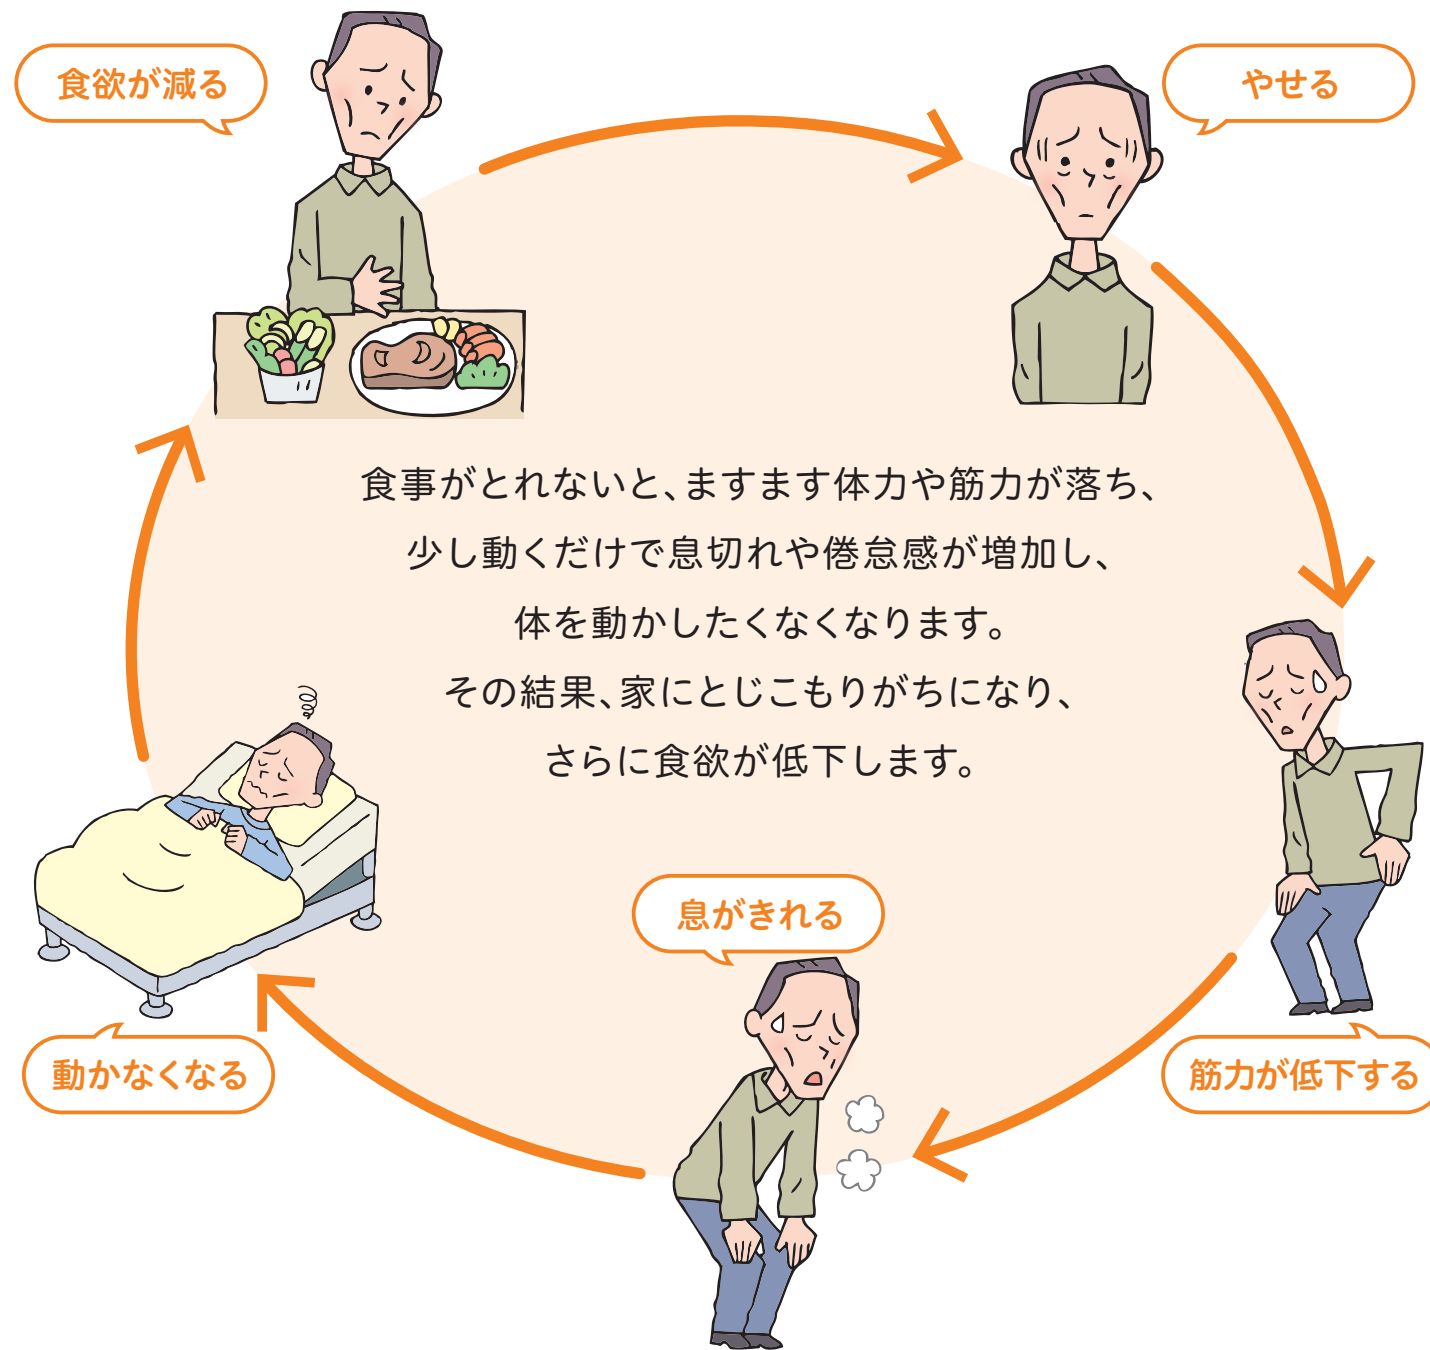 食欲が減る
やせる
食事がとれないと、ますます体力や筋力が落ち、
少し動くだけで息切れや倦怠感が増加し、
体を動かしたくなくなります。
その結果、家にとじこもりがちになり、
さらに食欲が低下します。
息がきれる
動かなくなる
筋力が低下する